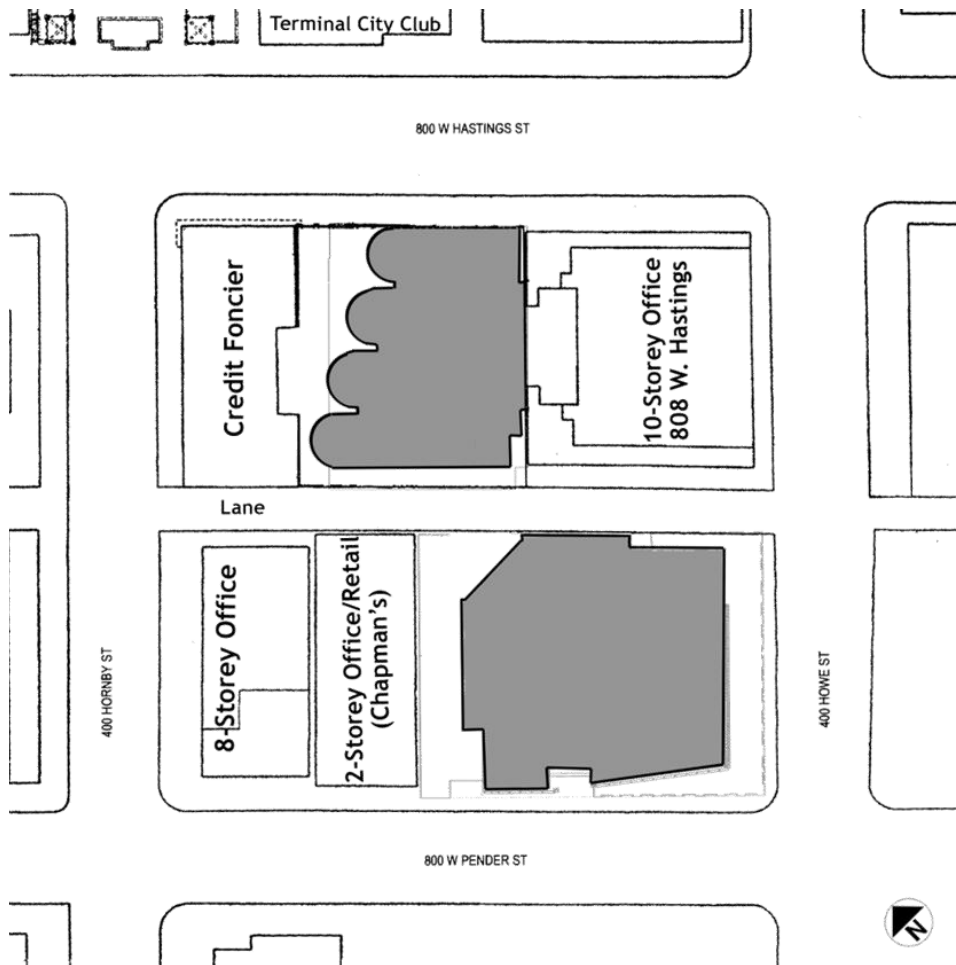 Terminal City Club
800 W HASTINGS ST
Credit Foncier
10-Storey Office
808 W. Hastings
Lane
8-Storey Office
2-Storey Office/Retail
(Chapman's)
400 HORNBY ST
400 HOWE ST
800 W PENDER ST
N